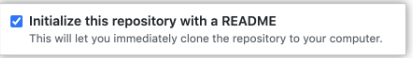 Initialize this repository with a README
This will let you immediately clone the repository to your computer.